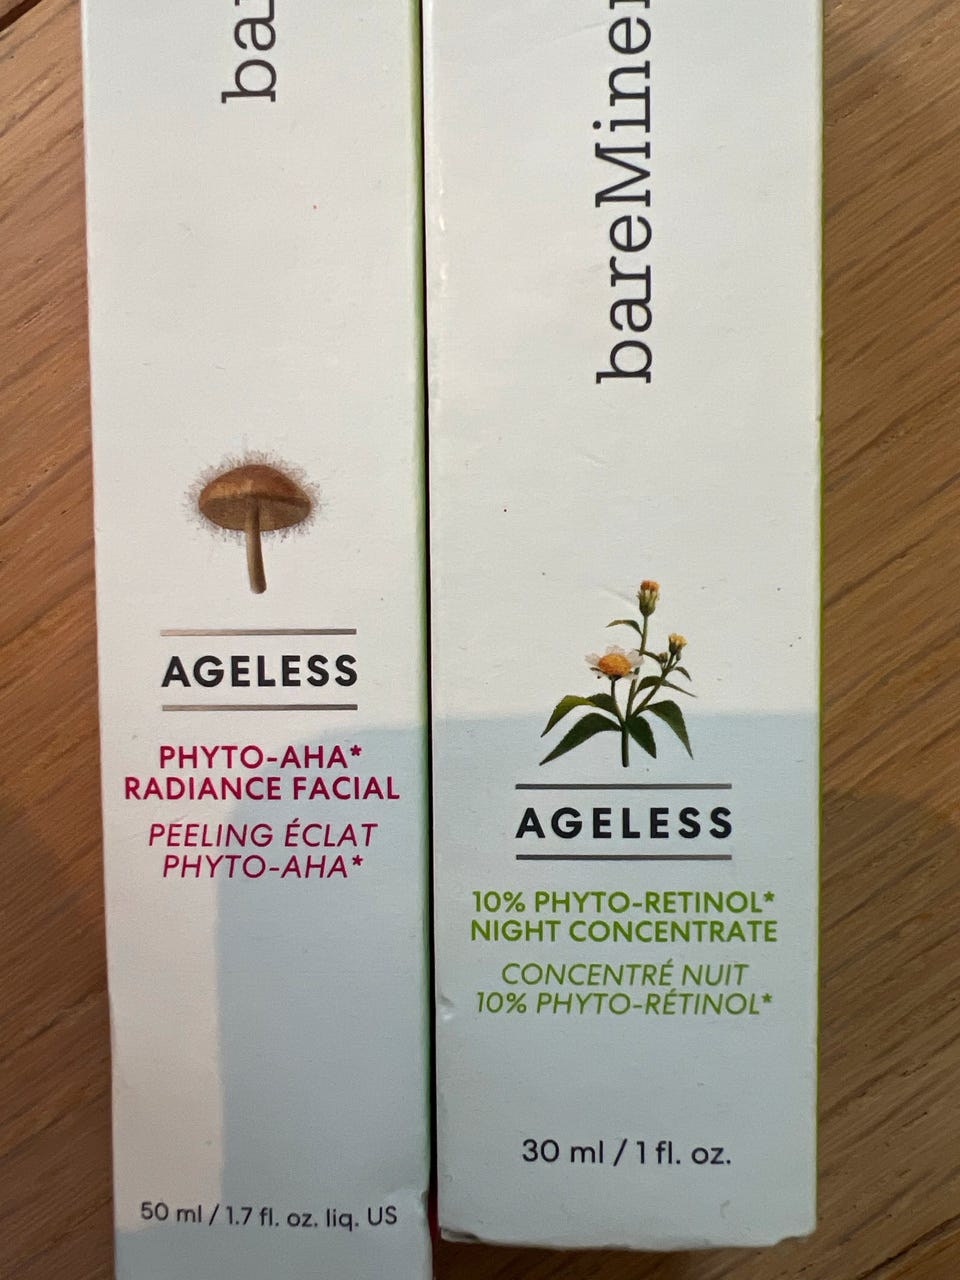 ba
AGELESS
PHYTO-AHA*
RADIANCE FACIAL
PEELING ÉCLAT
PHYTO-AHA*
50 ml / 1.7 fl. oz. liq. US
bareMiner
AGELESS
10% PHYTO-RETINOL*
NIGHT CONCENTRATE
CONCENTRÉ NUIT
10% PHYTO-RÉTINOL*
30 ml / 1 fl. oz.